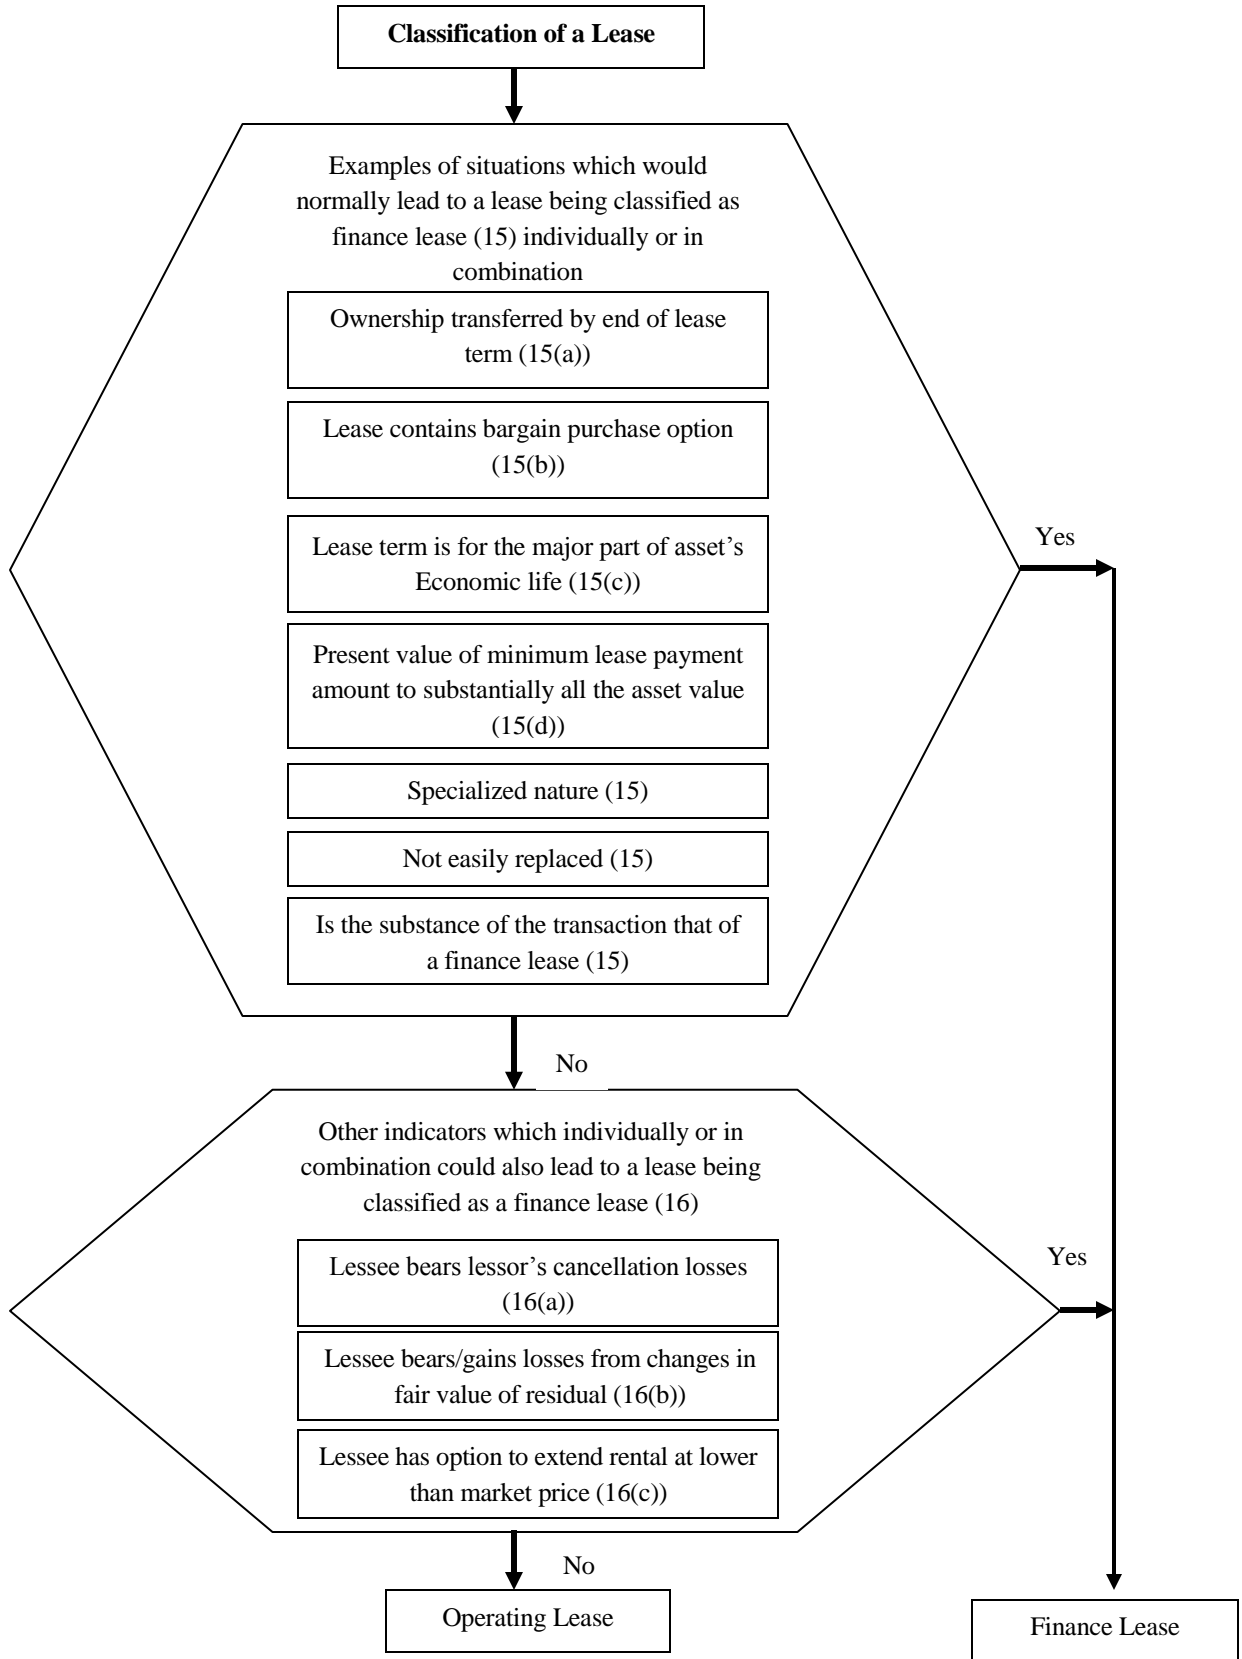 Classification of a Lease
Examples of situations which would
normally lead to a lease being classified as
finance lease (15) individually or in
combination
Ownership transferred by end of lease
term (15(a))
Lease contains bargain purchase option
(15(b))
Lease term is for the major part of asset’s
Economic life (15(c))
Yes
Present value of minimum lease payment
amount to substantially all the asset value
(15(d))
Specialized nature (15)
Not easily replaced (15)
Is the substance of the transaction that of
a finance lease (15)
No
Other indicators which individually or in
combination could also lead to a lease being
classified as a finance lease (16)
Yes
Lessee bears lessor’s cancellation losses
(16(a))
Lessee bears/gains losses from changes in
fair value of residual (16(b))
Lessee has option to extend rental at lower
than market price (16(c))
No
Operating Lease
Finance Lease